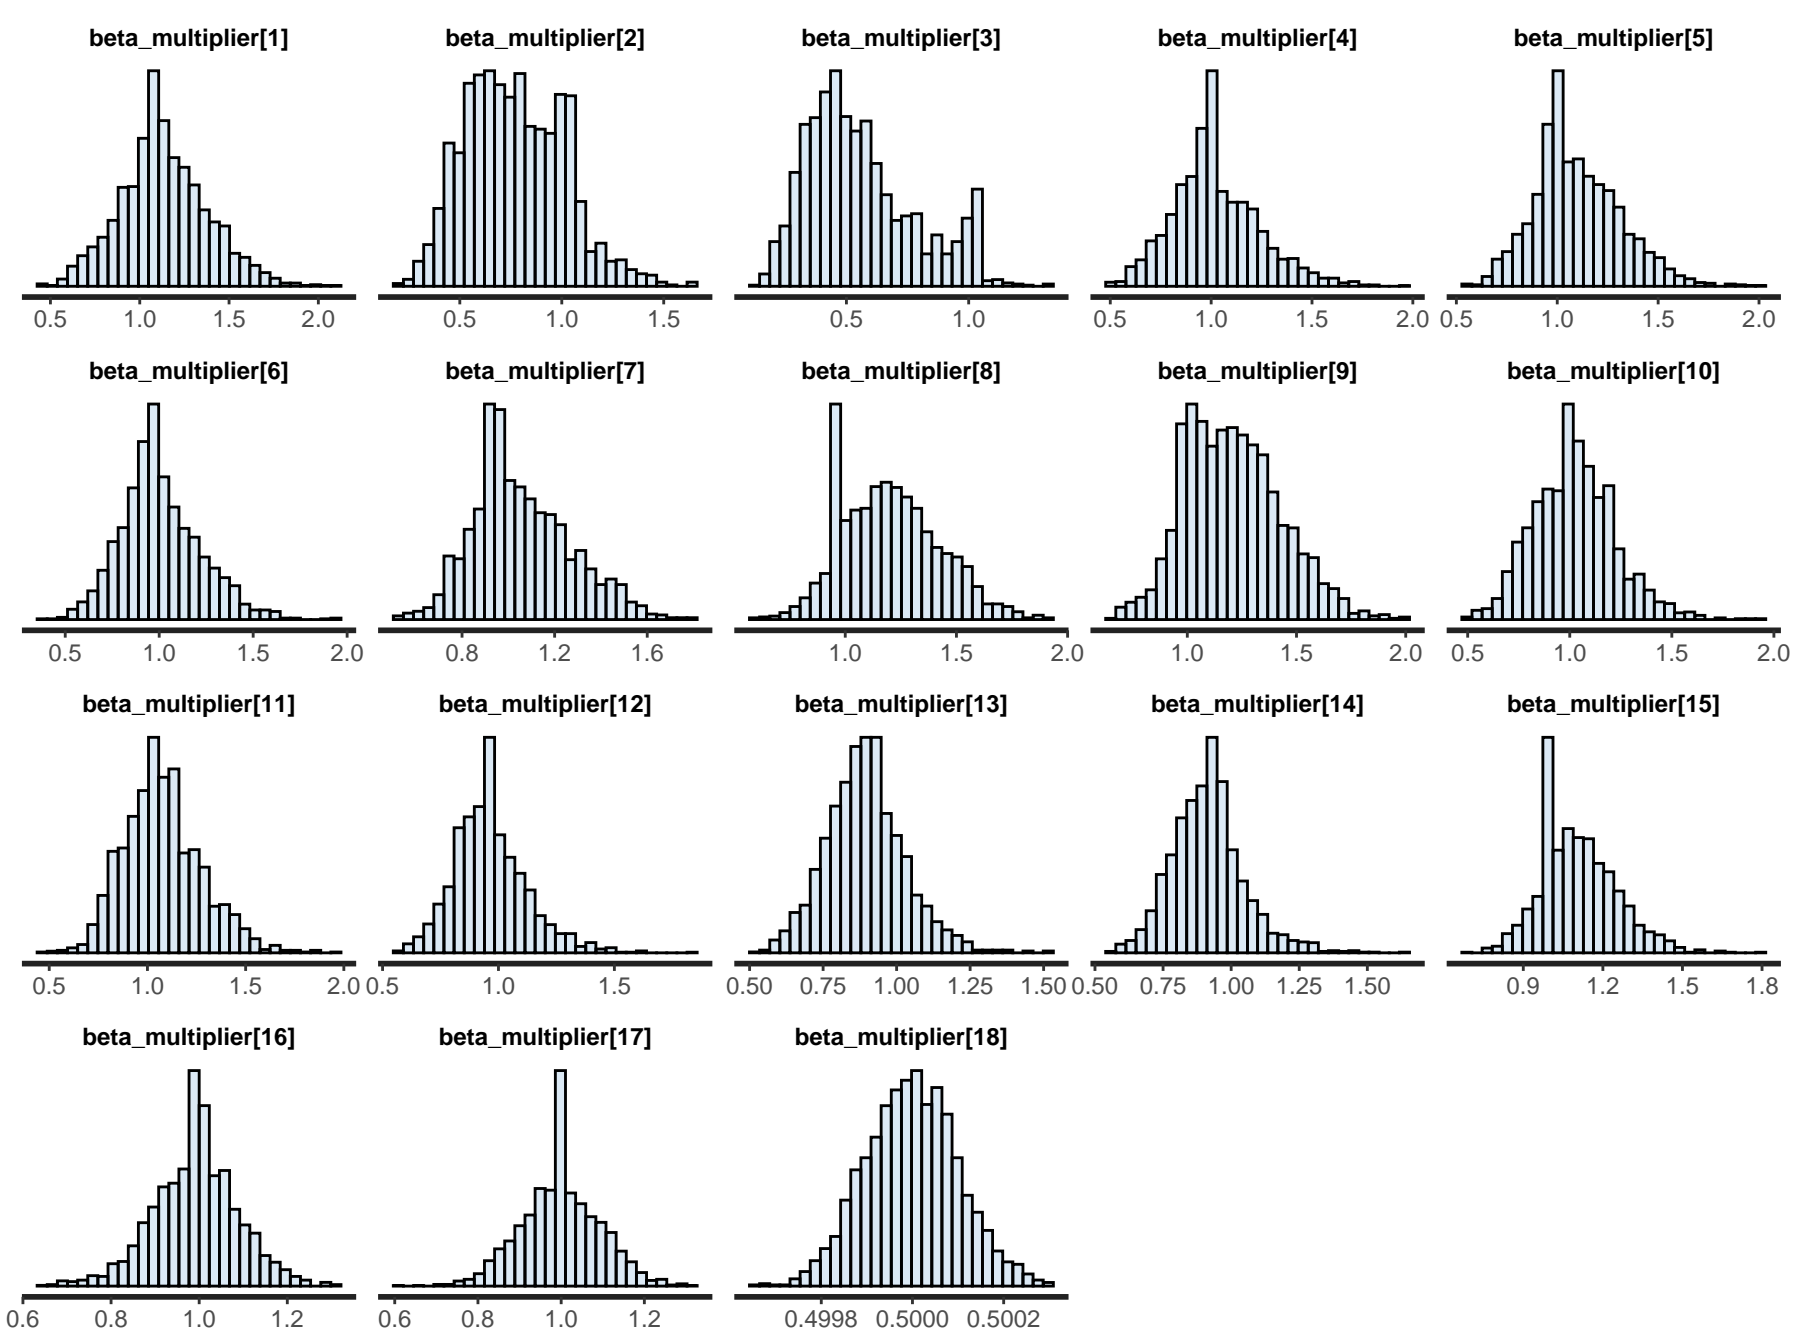 beta_multiplier[1] beta_multiplier[2] beta_multiplier[3] beta_multiplier[4] beta_multiplier[5]
0.5 1.0 1.5 2.0 0.5 1.0 1.5 0.5 1.0 0.5 1.0 1.5 2.0 0.5 1.0 1.5 2.0
beta_multiplier[6] beta_multiplier[7] beta_multiplier[8] beta_multiplier[9] beta_multiplier[10]
0.5 1.0 1.5 2.0 0.8 1.2 1.6 1.0 1.5 2.0 1.0 1.5 2.0 0.5 1.0 1.5 2.0
beta_multiplier[11] beta_multiplier[12] beta_multiplier[13] beta_multiplier[14] beta_multiplier[15]
0.5 1.0 1.5 2.0 0.5 1.0 1.5 0.50 0.75 1.00 1.25 1.50 0.50 0.75 1.00 1.25 1.50 0.9 1.2 1.5 1.8
beta_multiplier[16] beta_multiplier[17] beta_multiplier[18]
0.6 0.8 1.0 1.2 0.6 0.8 1.0 1.2 0.4998 0.5000 0.5002